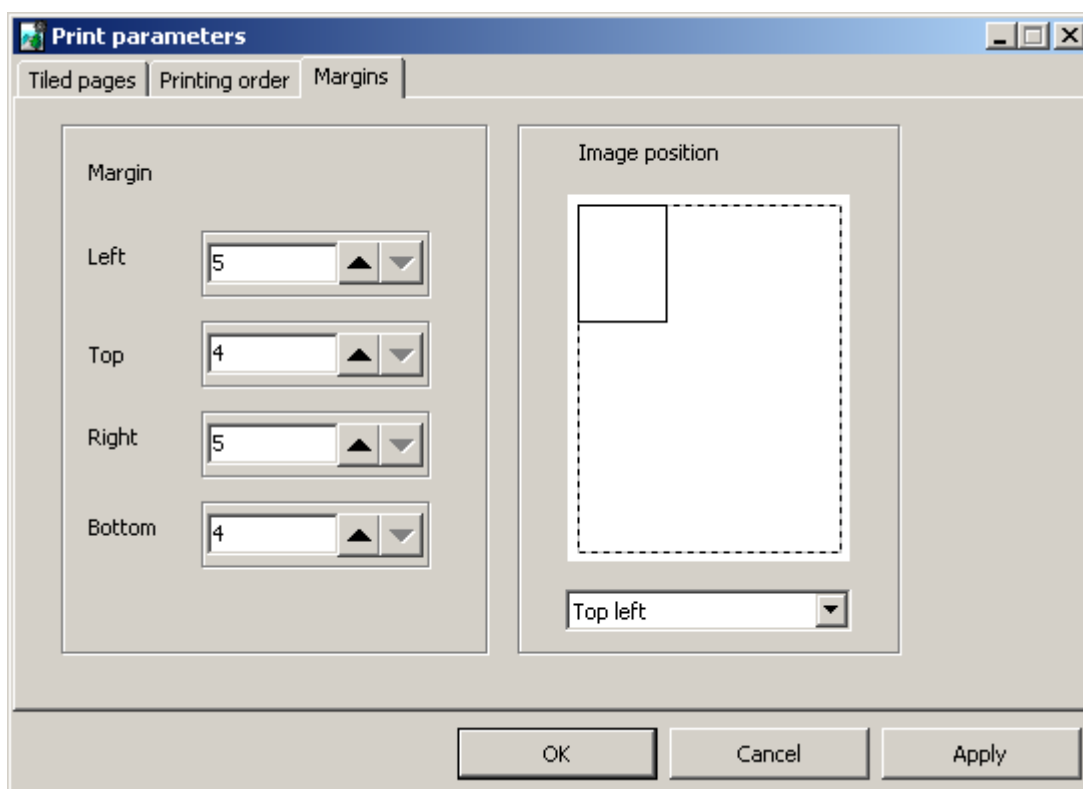 Print parameters
Tiled pages
Printing order
Margins
Margin
Left
5
Top
4
Right
5
Bottom
4
Image position
Top left
OK
Cancel
Apply